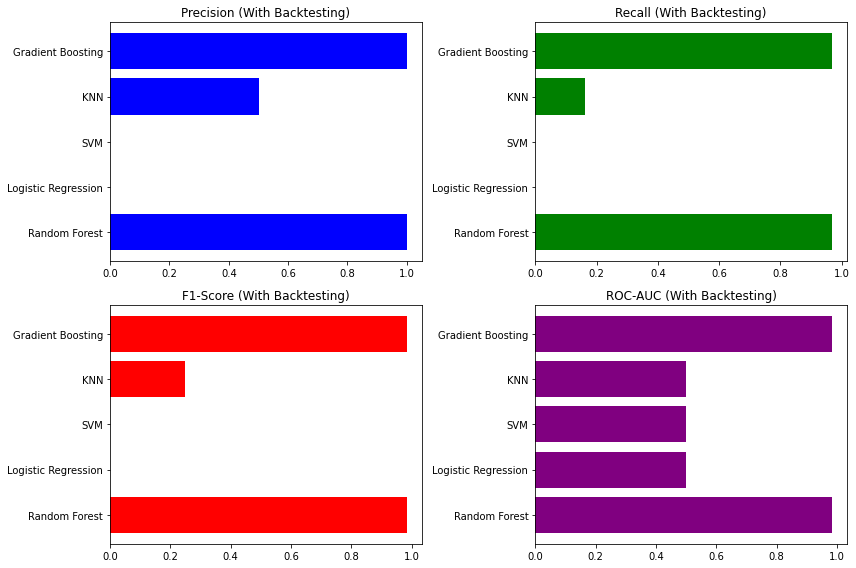 Precision (With Backtesting)
Gradient Boosting
KNN
SVM
Logistic Regression
Random Forest
0.0 0.2 0.4 0.6 0.8 1.0
Recall (With Backtesting)
Gradient Boosting
KNN
SVM
Logistic Regression
Random Forest
0.0 0.2 0.4 0.6 0.8 1.0
F1-Score (With Backtesting)
Gradient Boosting
KNN
SVM
Logistic Regression
Random Forest
0.0 0.2 0.4 0.6 0.8 1.0
ROC-AUC (With Backtesting)
Gradient Boosting
KNN
SVM
Logistic Regression
Random Forest
0.0 0.2 0.4 0.6 0.8 1.0